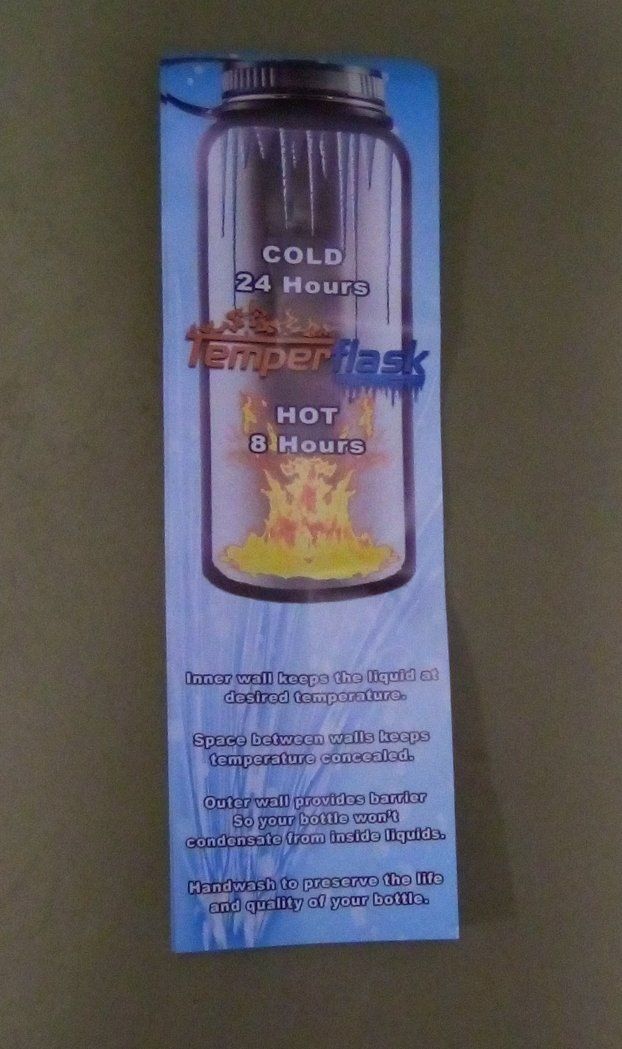 COLD
24 Hours
Temperflask
HOT
8 Hours
Inner wall keeps the liquid at
desired temperature.
Space between walls keeps
temperature concealed.
Outer wall provides barrier
So your bottle won't
condensate from inside liquids.
Handwash to preserve the life
and quality of your bottle.